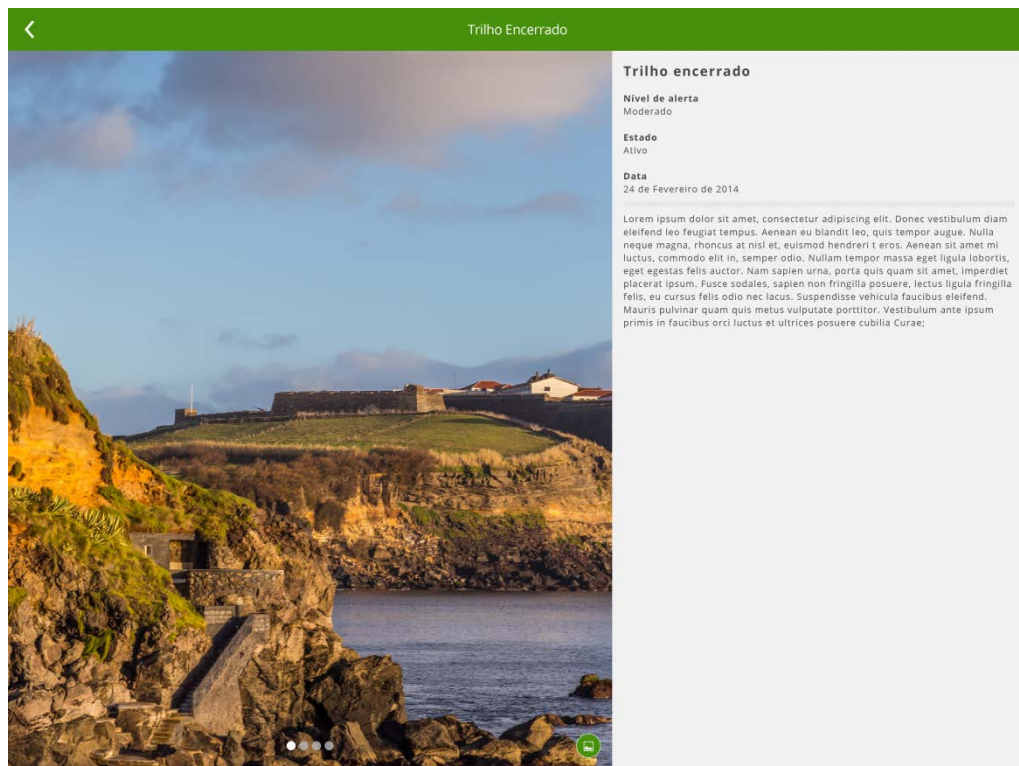 Trilho Encerrado
Trilho encerrado
Nível de alerta
Moderado
Estado
Ativo
Data
24 de Fevereiro de 2014
Lorem ipsum dolor sit amet, consectetur adipiscing elit. Donec vestibulum diam
eleifend leo feugiat tempus. Aenean eu blandit leo, quis tempor augue. Nulla
neque magna, rhoncus at nisl et, euismod hendreri t eros. Aenean sit amet mi
luctus, commodo elit in, semper odio. Nullam tempor massa eget ligula lobortis,
eget egestas felis auctor. Nam sapien urna, porta quis quam sit amet, imperdiet
placerat ipsum. Fusce sodales, sapien non fringilla posuere, lectus ligula fringilla
felis, eu cursus felis odio nec lacus. Suspendisse vehicula faucibus eleifend.
Mauris pulvinar quam quis metus vulputate porttitor. Vestibulum ante ipsum
primis in faucibus orci luctus et ultrices posuere cubilia Curae;